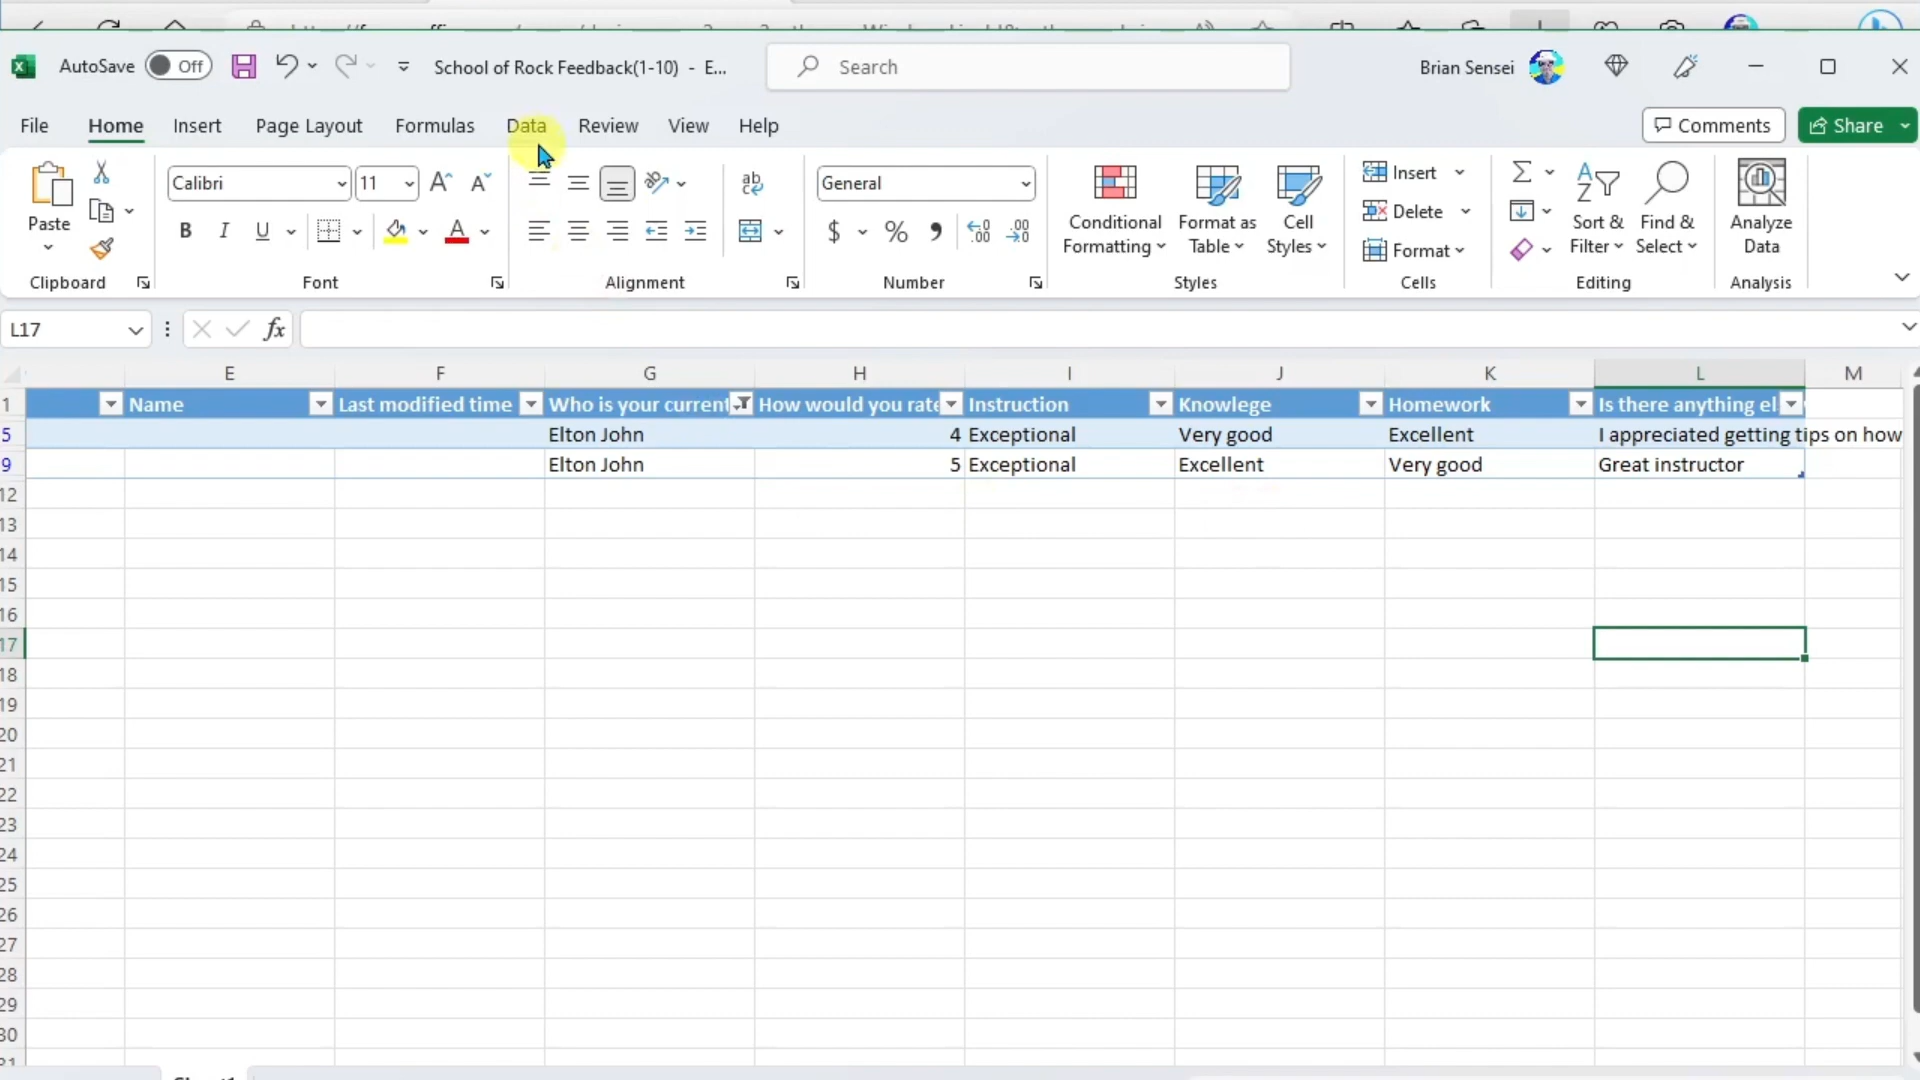 AutoSave Off School of Rock Feedback(1-10) - E... Search Brian Sensei
File Home Insert Page Layout Formulas Data Review View Help Comments Share
Calibri 11 General
Paste
B I U $ % 9
ab
c
Conditional Formatting
Format as Table
Cell Styles
Insert
Delete
Format
Sort & Filter
Find & Select
Analyze Data
Clipboard Font Alignment Number Styles Cells Editing Analysis
L17 fx
E F G H I J K L M
1 Name Last modified time Who is your current How would you rate Instruction Knowlege Homework Is there anything el
5 Elton John 4 Exceptional Very good Excellent I appreciated getting tips on how
9 Elton John 5 Exceptional Excellent Very good Great instructor
12
13
14
15
16
17
18
19
20
21
22
23
24
25
26
27
28
29
30